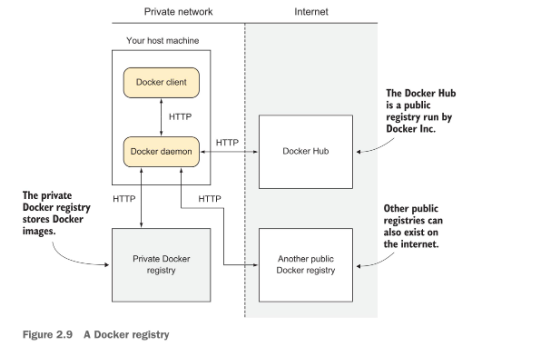 Private network
Internet
Your host machine
Docker client
HTTP
Docker daemon
HTTP
Docker Hub
The Docker Hub
is a public
registry run by
Docker Inc.
The private
Docker registry
stores Docker
images.
HTTP
HTTP
Private Docker
registry
Another public
Docker registry
Other public
registries can
also exist on
the internet.
Figure 2.9 A Docker registry